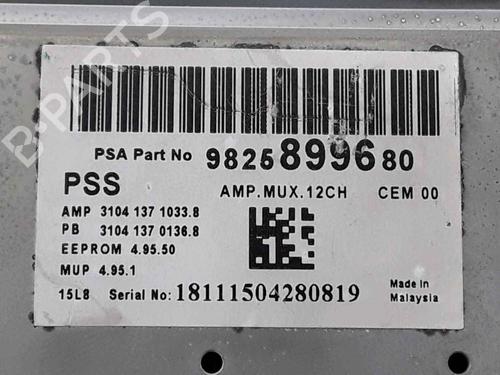 PSA Part No 9825899680
PSS
AMP.MUX.12CH CEM 00
AMP 3104 137 1033.8
PB 3104 137 0136.8
EEPROM 4.95.50
MUP 4.95.1
15L8 Serial No: 18111504280819
Made in
Malaysia
B-PARTS